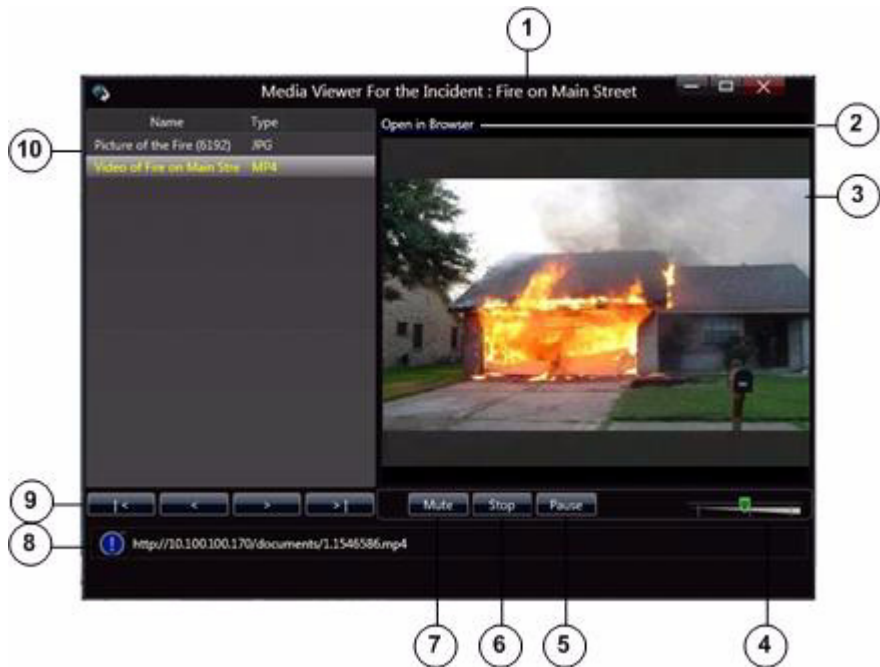 1
Media Viewer For the Incident : Fire on Main Street
Name Type
Open in Browser
2
10
Picture of the Fire (6192) JPG
Video of Fire on Main Stre MP4
3
9
|< < > >|
Mute Stop Pause
8
http://10.100.100.170/documents/1.1546586.mp4
7 6 5 4